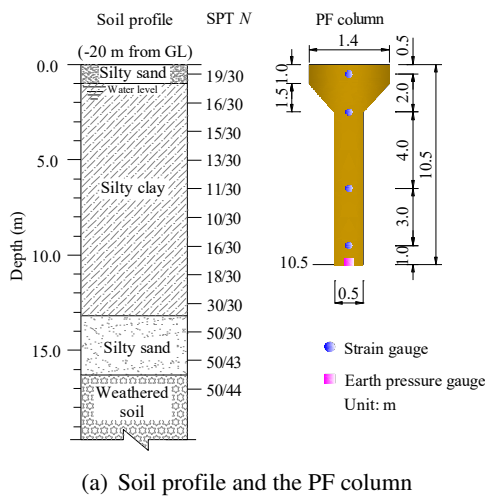 Soil profile
SPT N
PF column
(-20 m from GL)
1.4
0.5
0.0
Silty sand
19/30
1.0
2.0
Water level
16/30
1.5
15/30
5.0
13/30
4.0
10.5
Silty clay
11/30
10/30
Depth (m)
10.0
16/30
3.0
18/30
10.5
1.0
30/30
0.5
50/30
Silty sand
Strain gauge
15.0
50/43
Earth pressure gauge
Weathered
soil
50/44
Unit: m
(a) Soil profile and the PF column